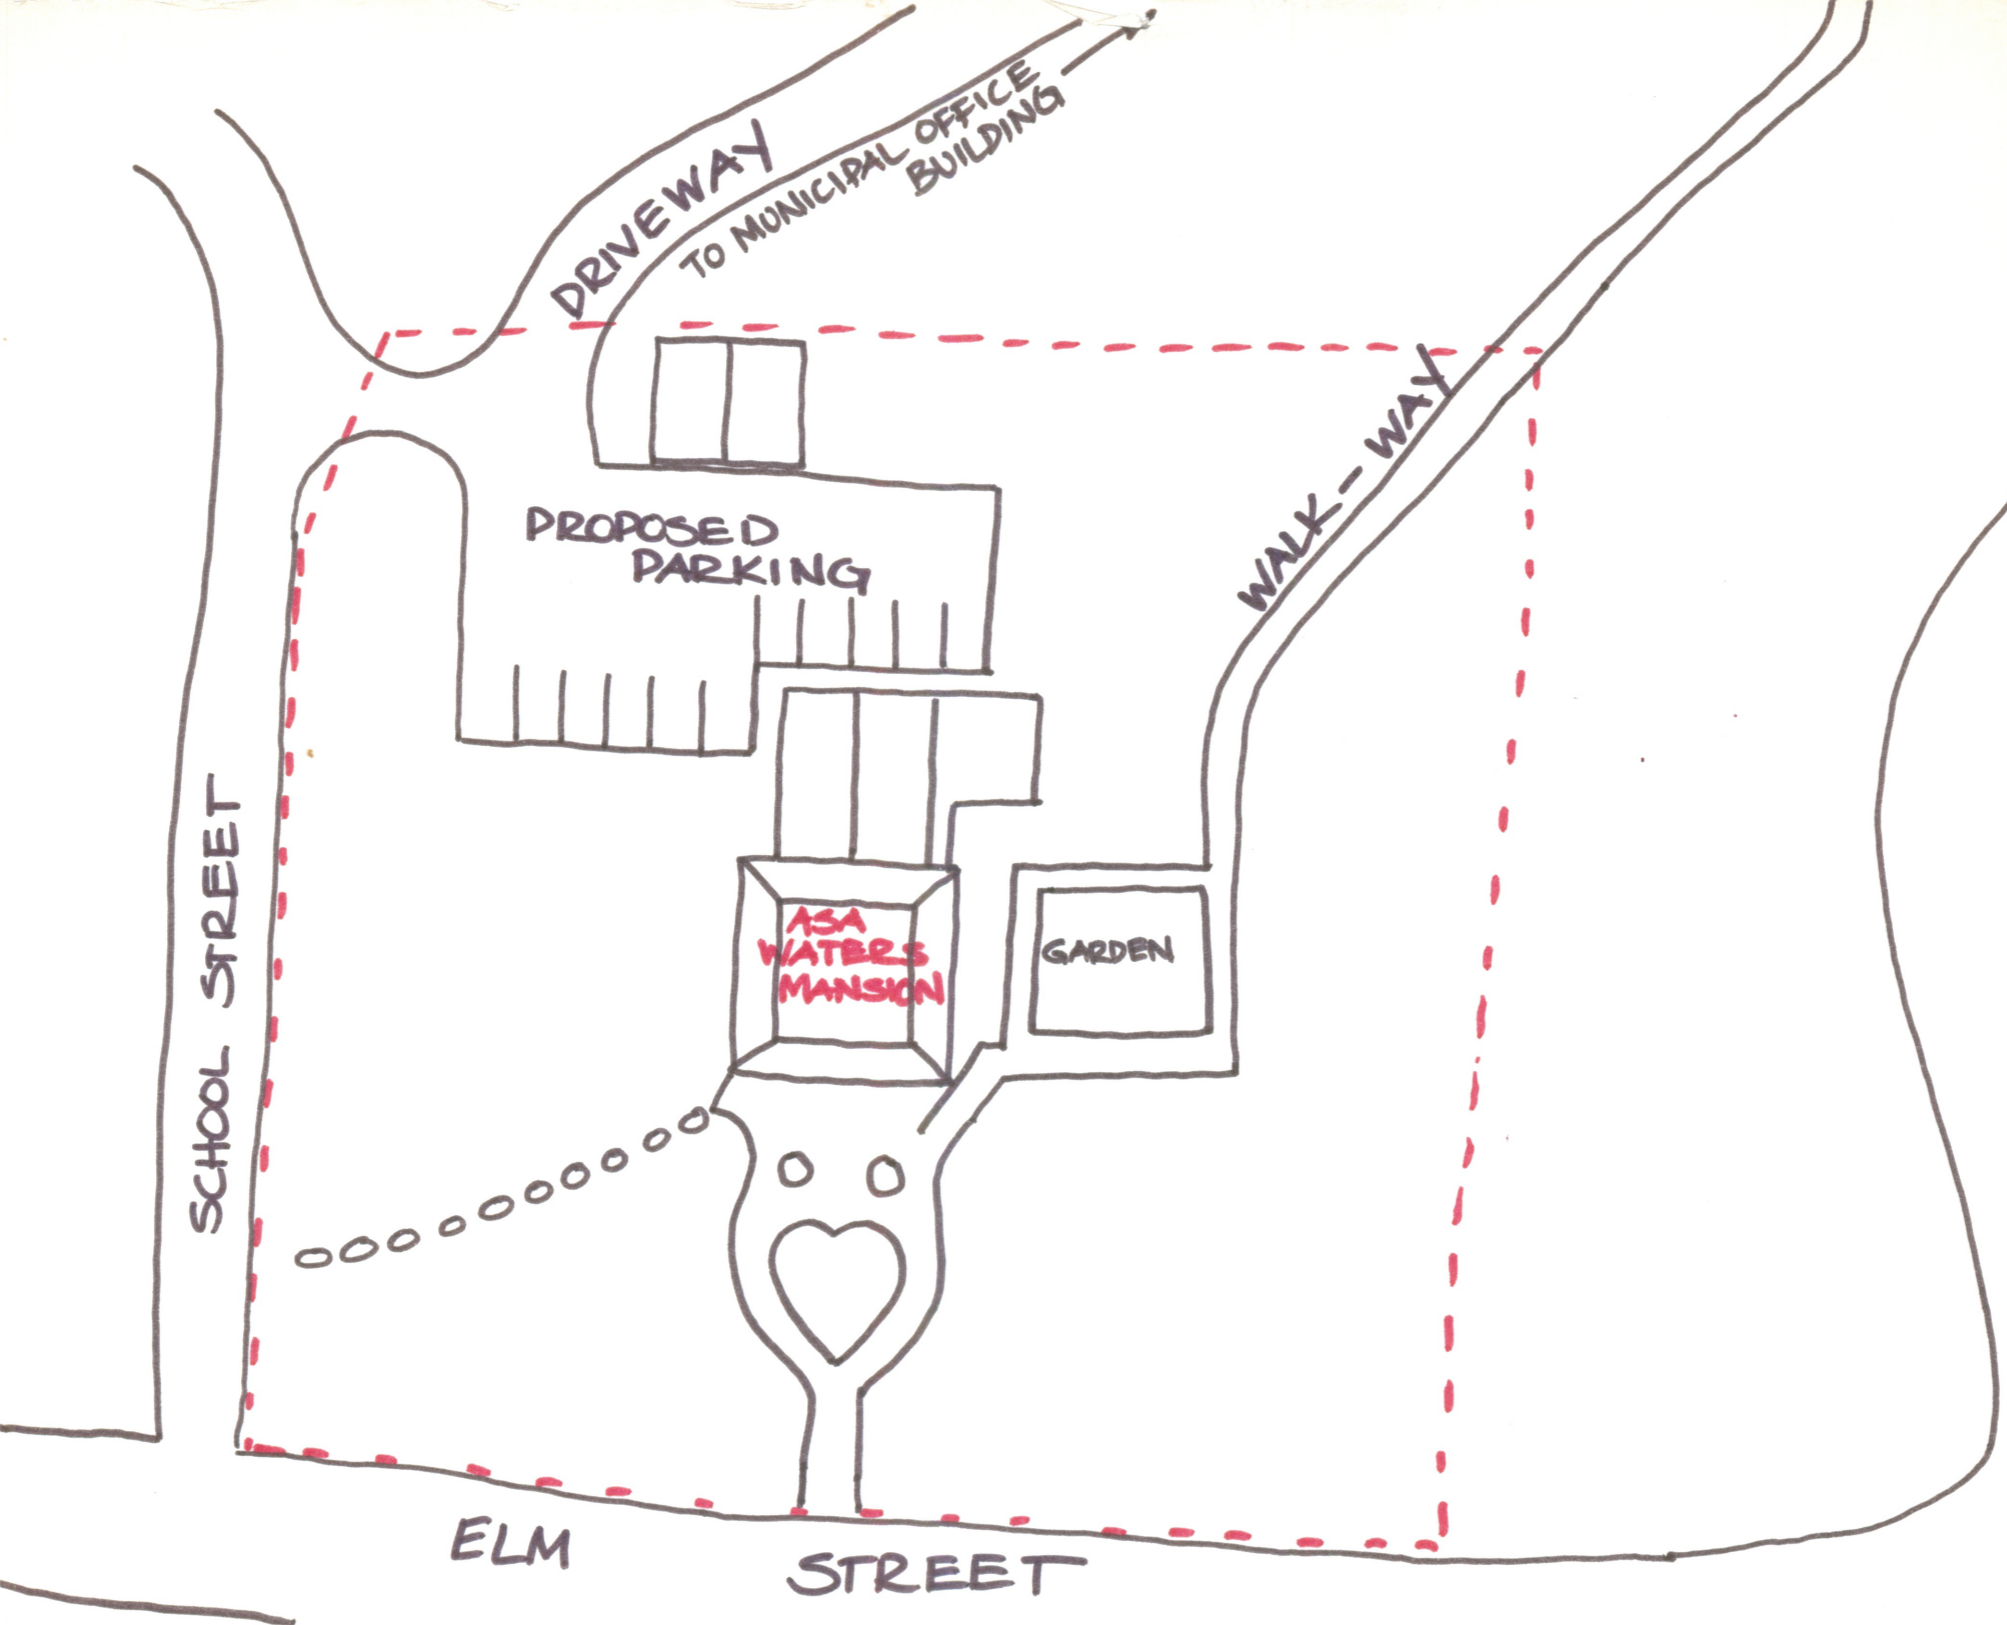 DRIVEWAY
TO MUNICIPAL OFFICE
BUILDING
WALK-WAY
PROPOSED
PARKING
SCHOOL STREET
ASA
WATERS
MANSION
GARDEN
ELM STREET